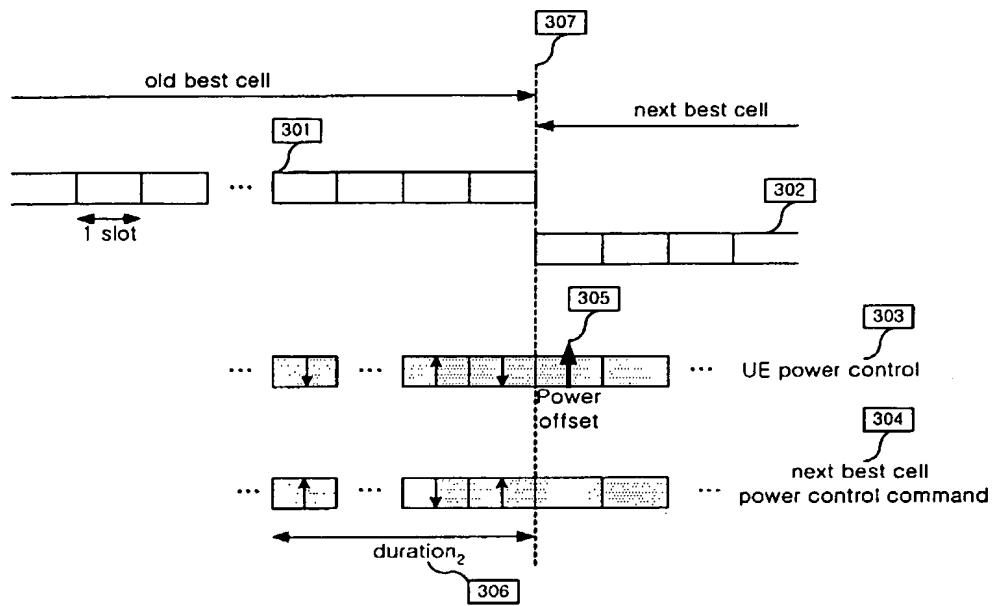 307
old best cell
next best cell
301
...
1 slot
302
305
303
... ... ... UE power control
Power
offset
304
next best cell
... ... ... power control command
duration2
306